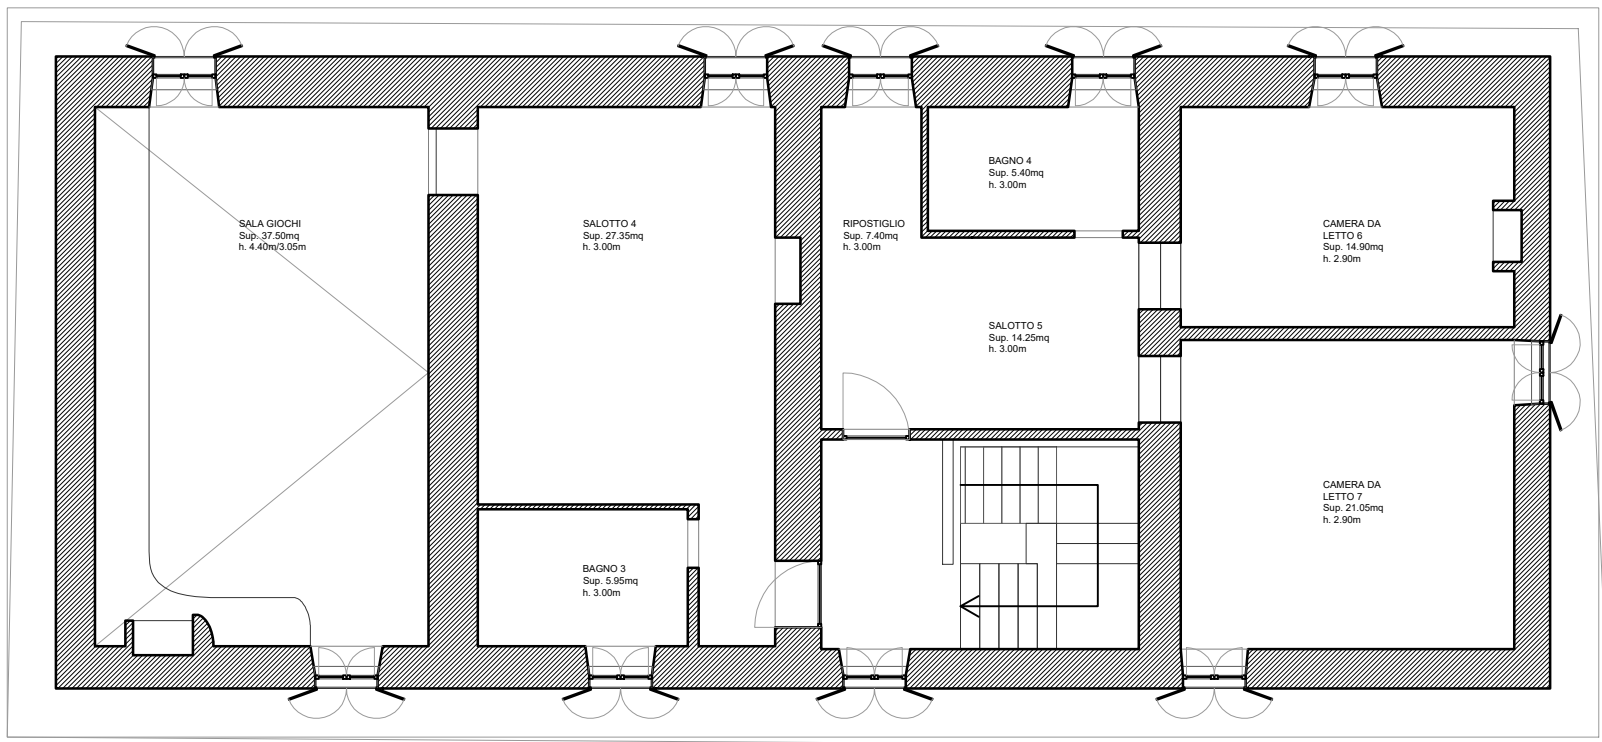 SALA GIOCHI
Sup. 37.50mq
h. 4.40m/3.05m
SALOTTO 4
Sup. 27.35mq
h. 3.00m
RIPOSTIGLIO
Sup. 7.40mq
h. 3.00m
BAGNO 4
Sup. 5.40mq
h. 3.00m
CAMERA DA
LETTO 6
Sup. 14.90mq
h. 2.90m
SALOTTO 5
Sup. 14.25mq
h. 3.00m
BAGNO 3
Sup. 5.95mq
h. 3.00m
CAMERA DA
LETTO 7
Sup. 21.05mq
h. 2.90m